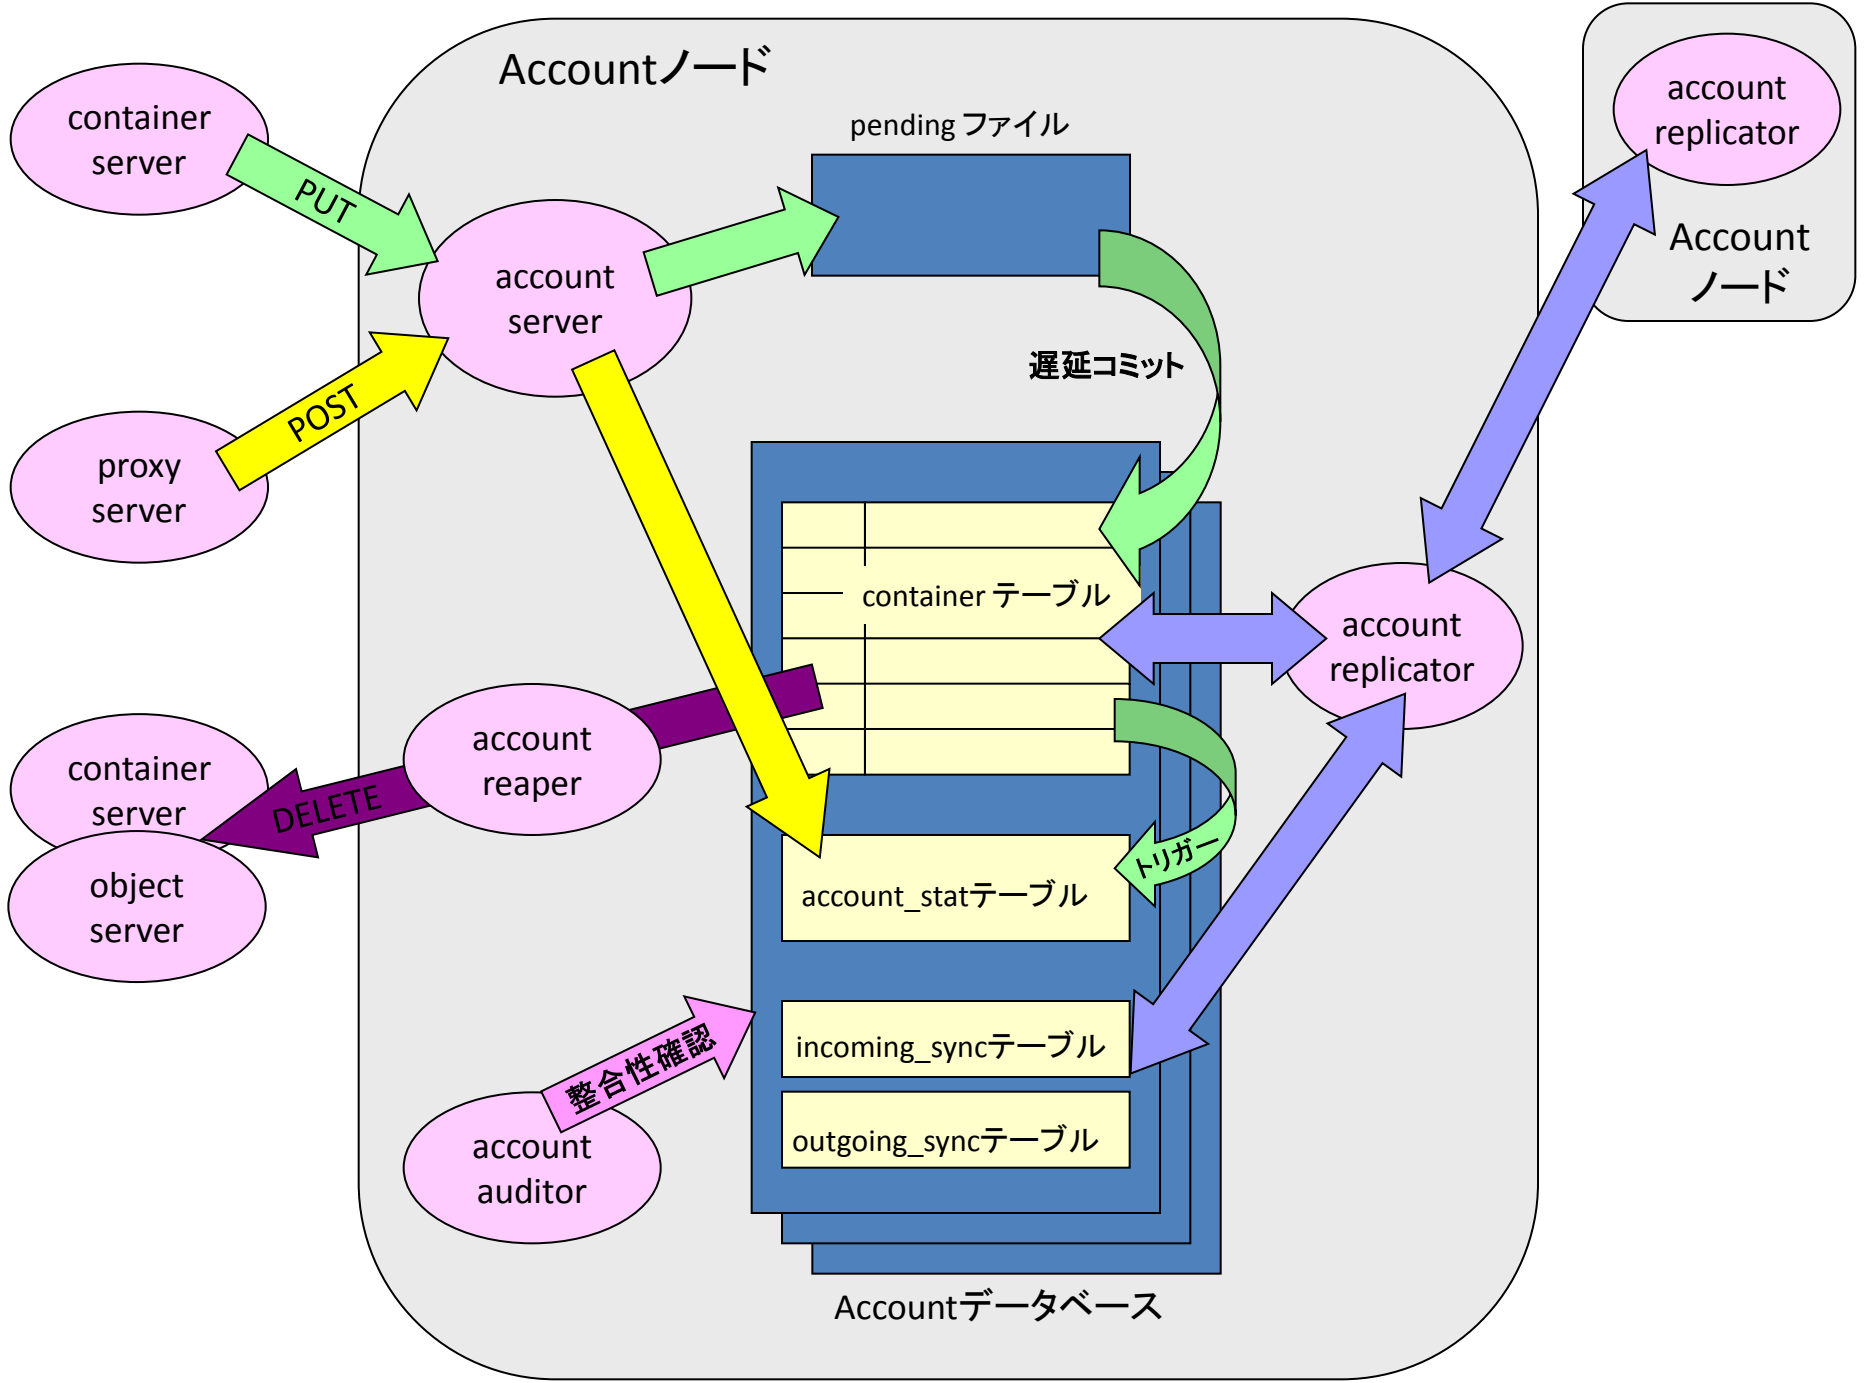 Accountノード
container
server
PUT
pending ファイル
account
replicator
Account
ノード
account
server
遅延コミット
POST
proxy
server
container テーブル
account
replicator
account
reaper
container
server
DELETE
トリガー
object
server
account_statテーブル
整合性確認
incoming_syncテーブル
account
auditor
outgoing_syncテーブル
Accountデータベース